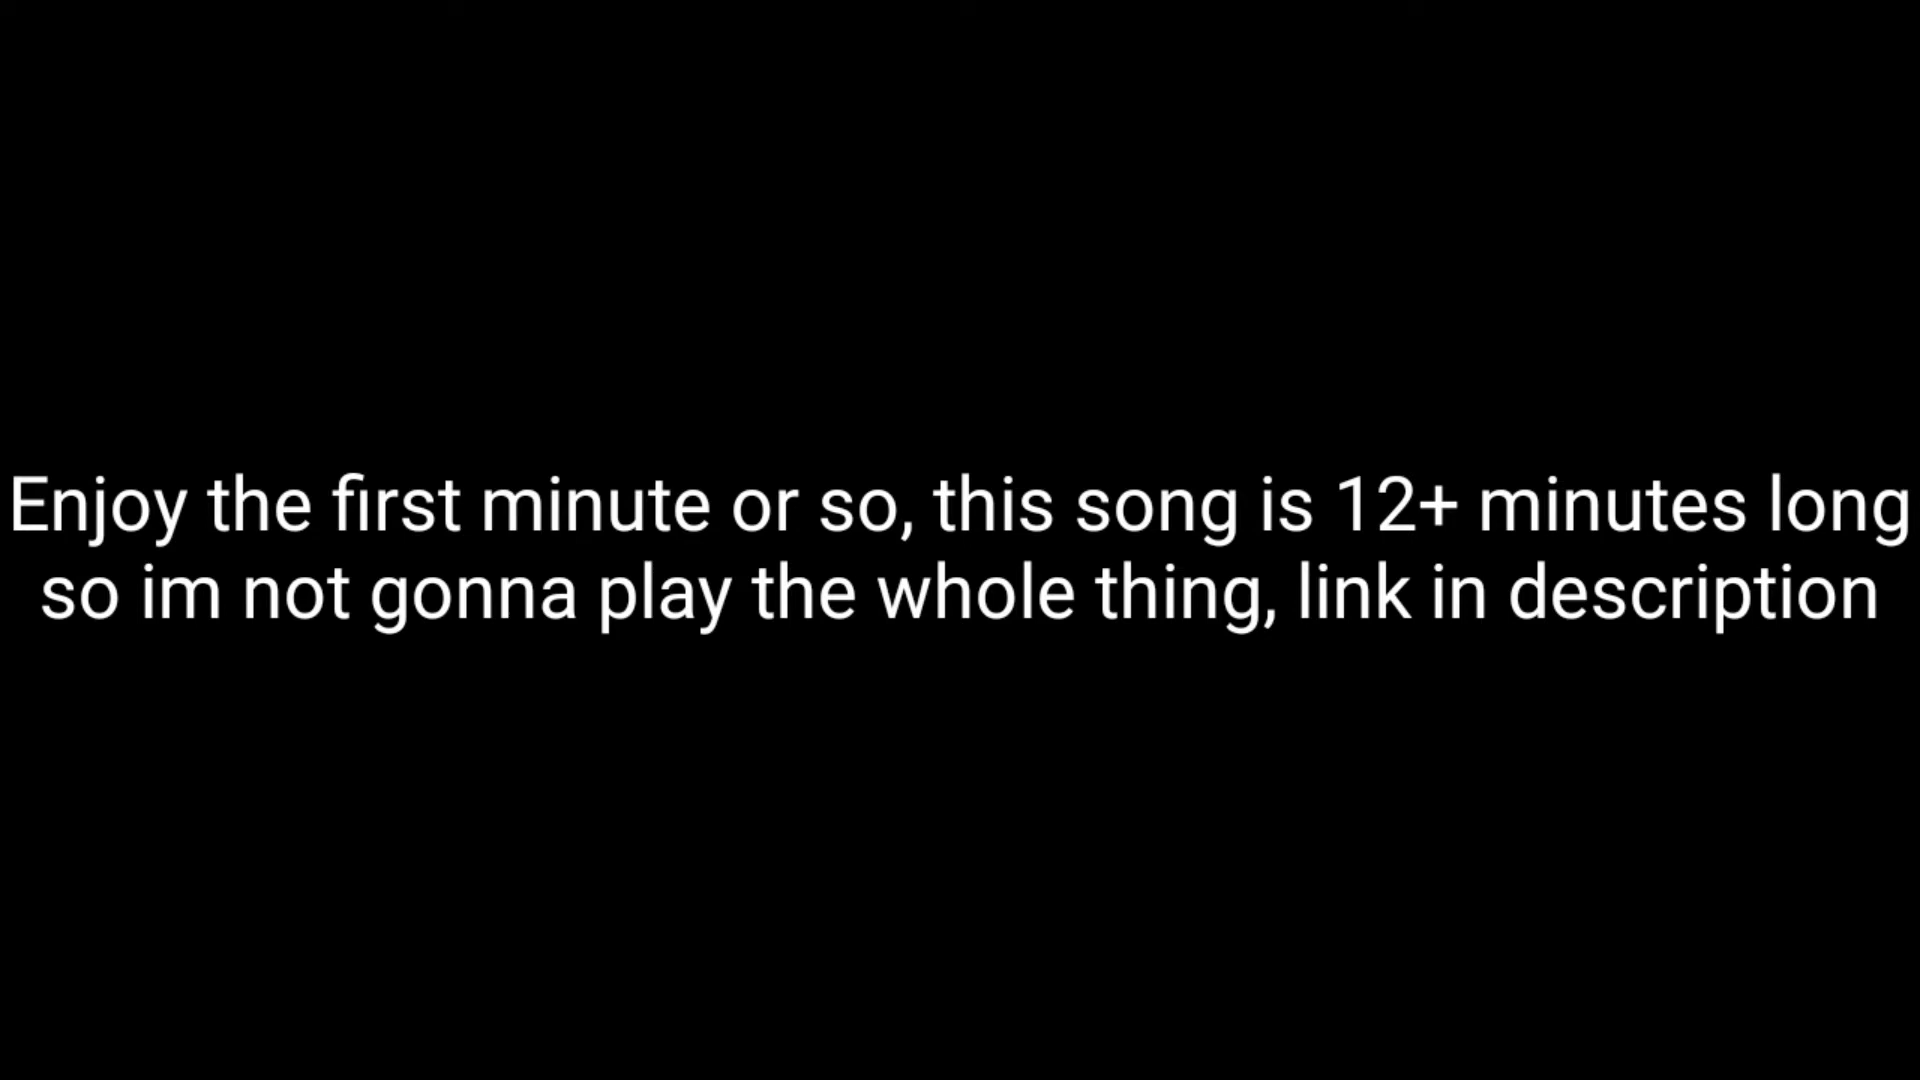 Enjoy the first minute or so, this song is 12+ minutes long
so im not gonna play the whole thing, link in description